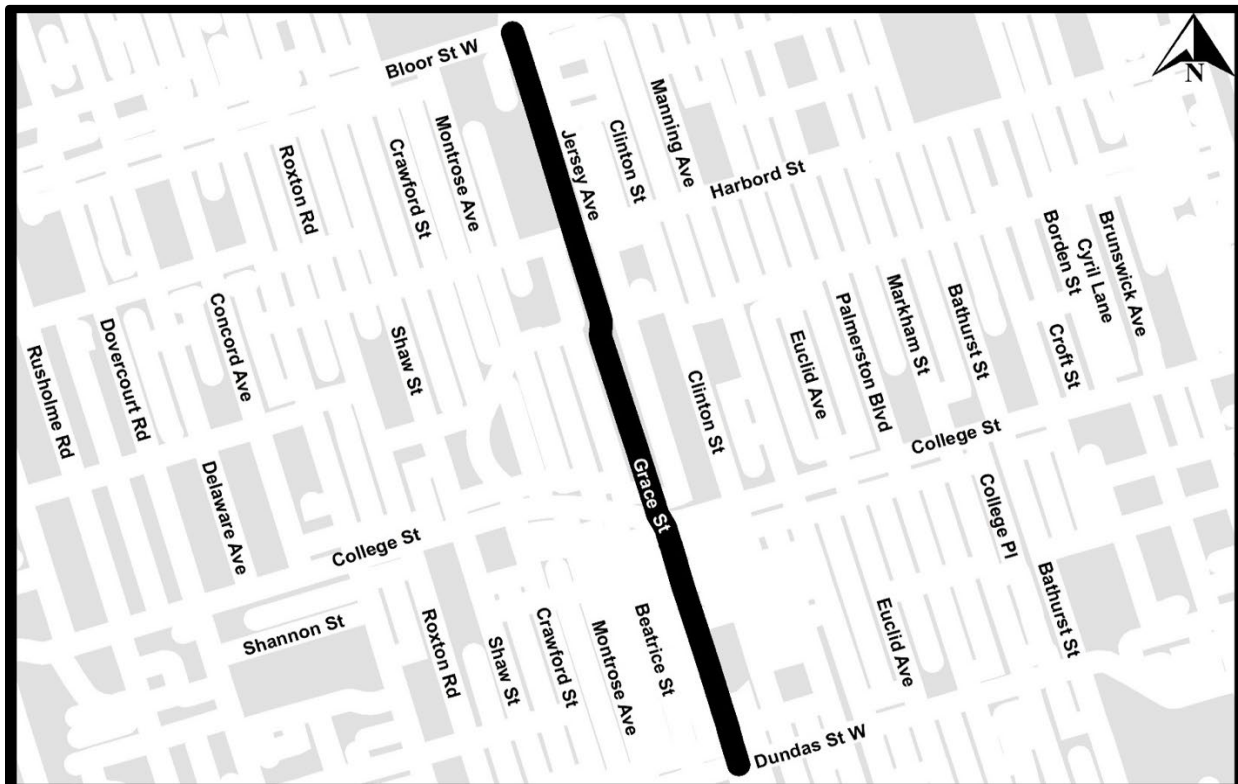 Bloor St W
N
Manning Ave
Montrose Ave
Clinton St
Jersey Ave
Crawford St
Roxton Rd
Harbord St
Brunswick Ave
Borden St
Cyril Lane
Markham St
Bathurst St
Palmerston Blvd
Concord Ave
Dovercourt Rd
Shaw St
Croft St
Euclid Ave
Rusholme Rd
Clinton St
College St
Grace St
Delaware Ave
College Pl
College St
Bathurst St
Beatrice St
Euclid Ave
Roxton Rd
Crawford St
Shannon St
Montrose Ave
Shaw St
Dundas St W